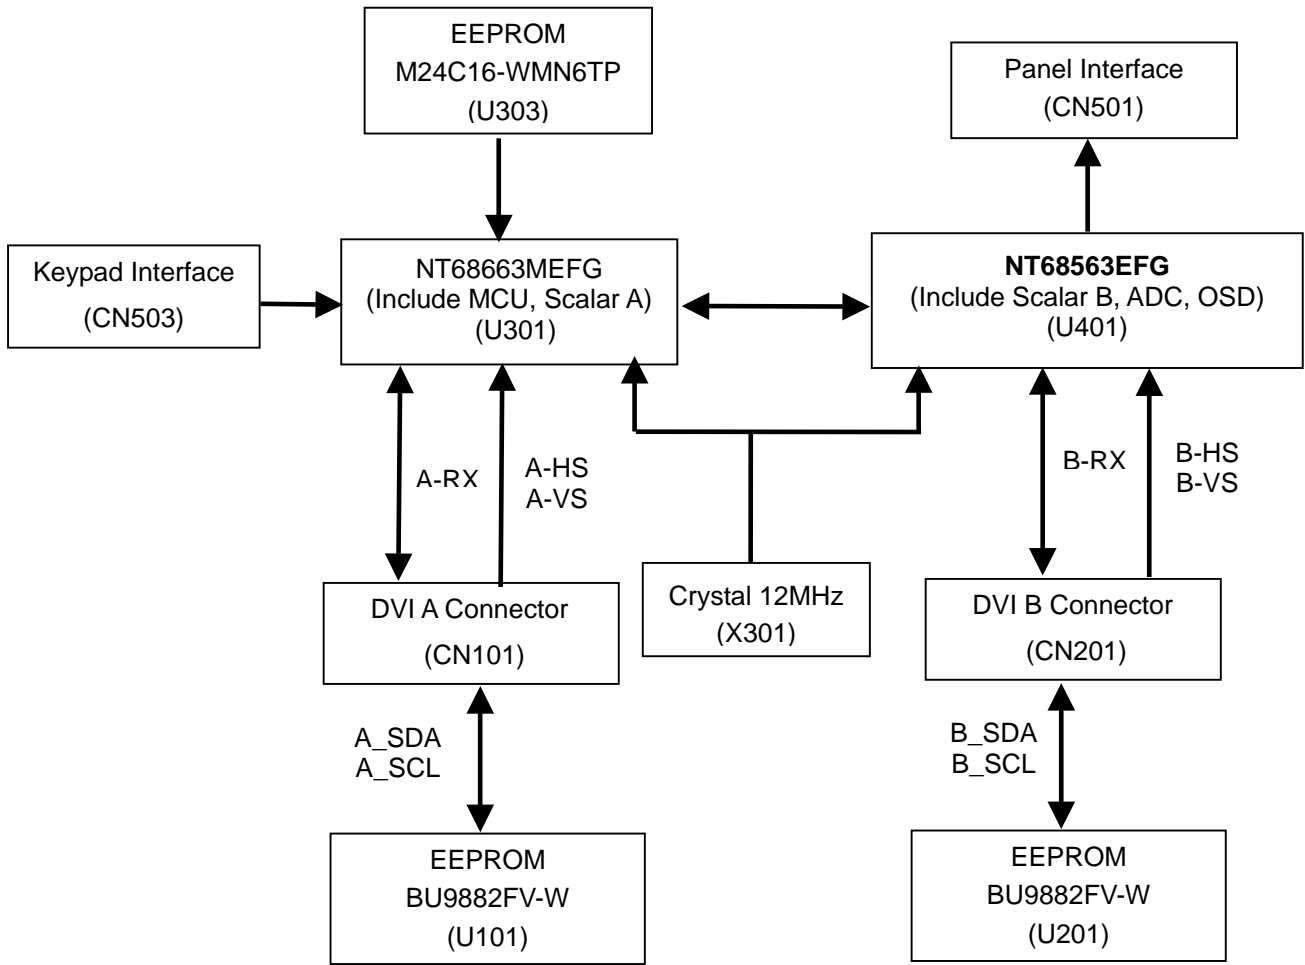 EEPROM
M24C16-WMN6TP
(U303)
Panel Interface
(CN501)
Keypad Interface
(CN503)
NT68663MEFG
(Include MCU, Scalar A)
(U301)
NT68563EFG
(Include Scalar B, ADC, OSD)
(U401)
A-RX
A-HS
A-VS
B-RX
B-HS
B-VS
DVI A Connector
(CN101)
Crystal 12MHz
(X301)
DVI B Connector
(CN201)
A_SDA
A_SCL
B_SDA
B_SCL
EEPROM
BU9882FV-W
(U101)
EEPROM
BU9882FV-W
(U201)